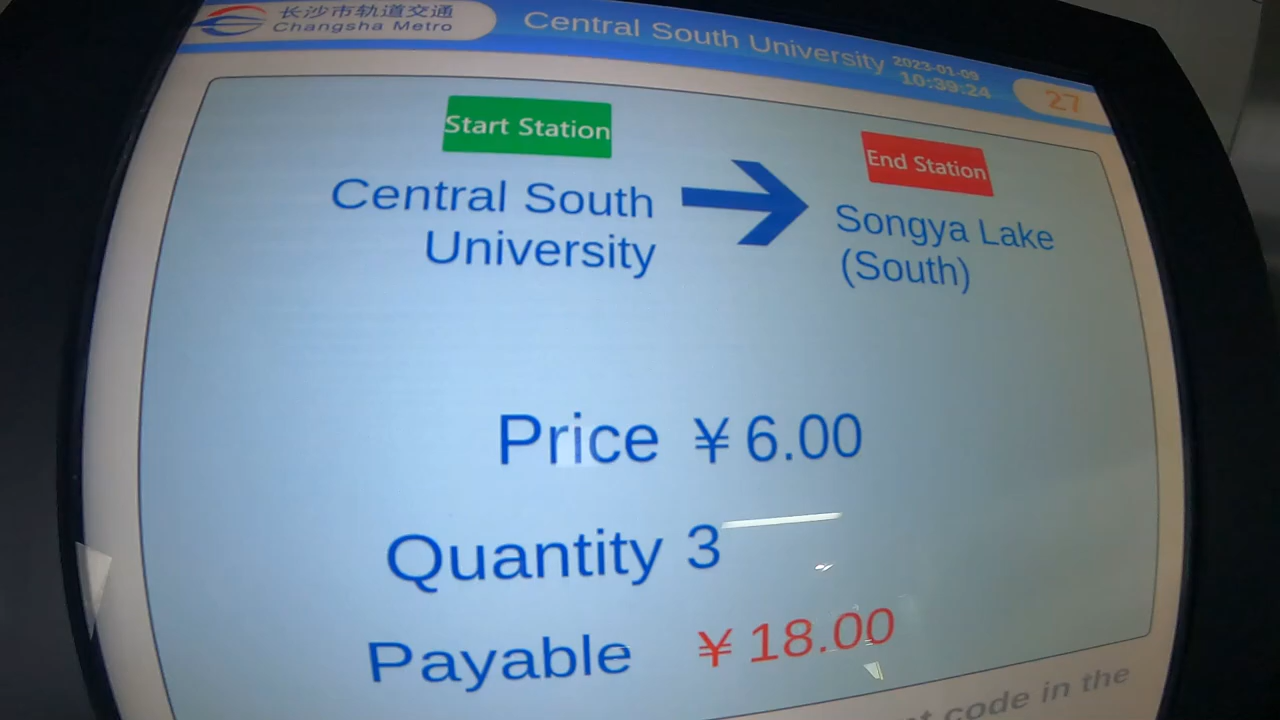 长沙市轨道交通
Changsha Metro
Central South University
2023-01-09
10:39:24
27
Start Station
End Station
Central South
University
Songya Lake
(South)
Price ¥6.00
Quantity 3
Payable ¥18.00
code in the